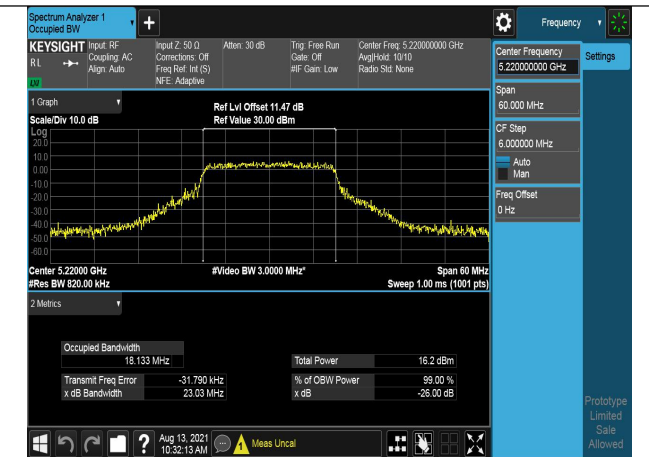 Spectrum Analyzer 1
Occupied BW
Frequency
KEYSIGHT
RL
Input: RF
Coupling: AC
Align: Auto
Input Z: 50 Ω
Corrections: Off
Freq Ref: Int (S)
NFE: Adaptive
Atten: 30 dB
Trig: Free Run
Gate: Off
#IF Gain: Low
Center Freq: 5.220000000 GHz
Avg|Hold: 10/10
Radio Std: None
LXI
Center Frequency
5.220000000 GHz
Settings
Span
60.000 MHz
CF Step
6.000000 MHz
Auto
Man
Freq Offset
0 Hz
1 Graph
Scale/Div 10.0 dB
Ref Lvl Offset 11.47 dB
Ref Value 30.00 dBm
Log
20.0
10.0
0.00
-10.0
-20.0
-30.0
-40.0
-50.0
-60.0
Center 5.22000 GHz
#Res BW 820.00 kHz
#Video BW 3.0000 MHz*
Span 60 MHz
Sweep 1.00 ms (1001 pts)
2 Metrics
Occupied Bandwidth
18.133 MHz
Total Power 16.2 dBm
Transmit Freq Error -31.790 kHz
% of OBW Power 99.00 %
x dB Bandwidth 23.03 MHz
x dB -26.00 dB
Prototype
Limited
Sale
Allowed
?
Aug 13, 2021
10:32:13 AM
Meas Uncal